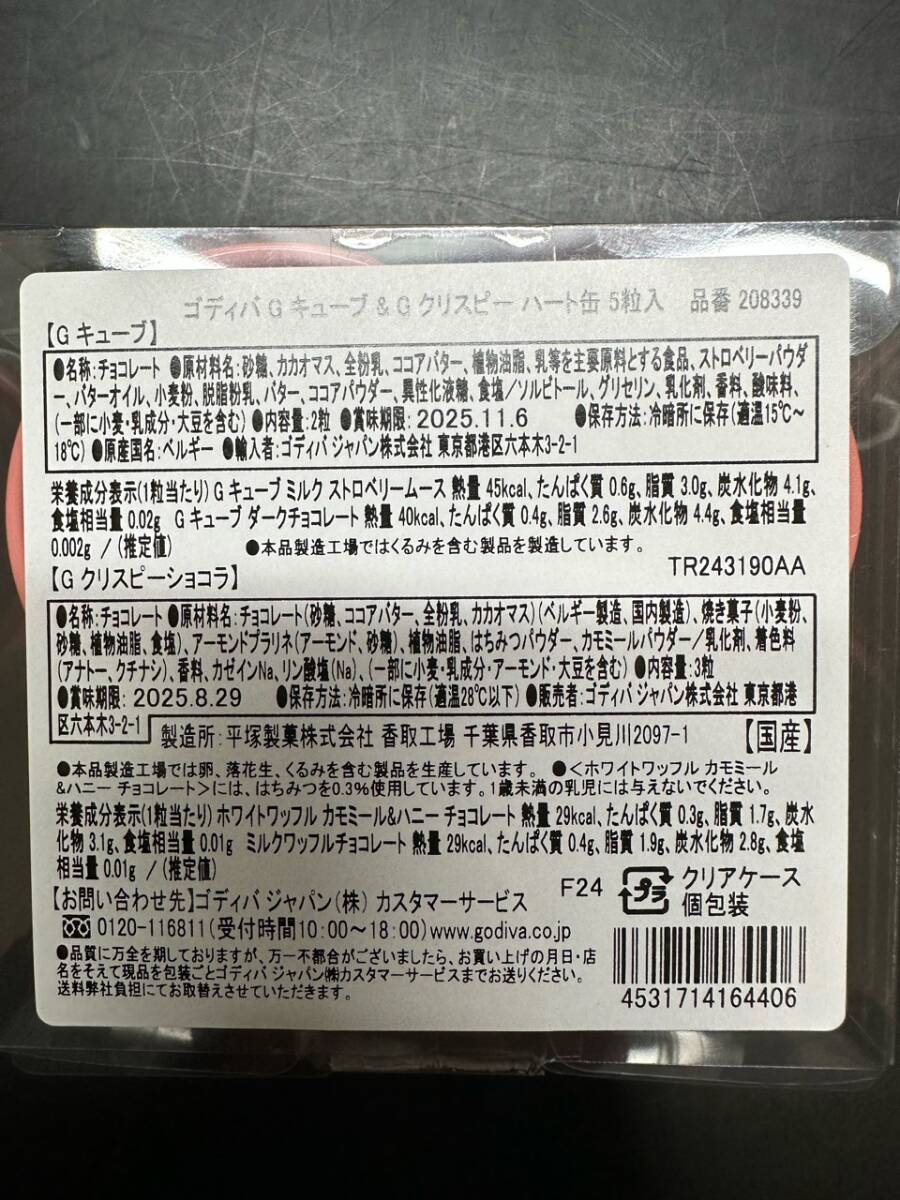 ゴディバ G キューブ & G クリスピー ハート缶 5粒入 品番 208339
【G キューブ】
●名称:チョコレート ●原材料名:砂糖、カカオマス、全粉乳、ココアバター、植物油脂、乳等を主要原料とする食品、ストロベリーパウダ
ー、バターオイル、小麦粉、脱脂粉乳、バター、ココアパウダー、異性化液糖、食塩/ソルビトール、グリセリン、乳化剤、香料、酸味料、
(一部に小麦・乳成分・大豆を含む) ●内容量:2粒 ●賞味期限: 2025.11.6 ●保存方法:冷暗所に保存(適温15℃~
18℃) ●原産国名:ベルギー ●輸入者:ゴディバ ジャパン株式会社 東京都港区六本木3-2-1
栄養成分表示(1粒当たり) G キューブ ミルク ストロベリームース 熱量 45kcal、たんぱく質 0.6g、脂質 3.0g、炭水化物 4.1g、
食塩相当量 0.02g G キューブ ダークチョコレート 熱量 40kcal、たんぱく質 0.4g、脂質 2.6g、炭水化物 4.4g、食塩相当量
0.002g / (推定値) ●本品製造工場ではくるみを含む製品を製造しています。
TR243190AA
【G クリスピーショコラ】
●名称:チョコレート ●原材料名:チョコレート(砂糖、ココアバター、全粉乳、カカオマス)(ベルギー製造、国内製造)、焼き菓子(小麦粉、
砂糖、植物油脂、食塩)、アーモンドプラリネ(アーモンド、砂糖)、植物油脂、はちみつパウダー、カモミールパウダー/乳化剤、着色料
(アナトー、クチナシ)、香料、カゼインNa、リン酸塩(Na)、(一部に小麦・乳成分・アーモンド・大豆を含む) ●内容量:3粒
●賞味期限: 2025.8.29 ●保存方法:冷暗所に保存(適温28℃以下) ●販売者:ゴディバ ジャパン株式会社 東京都港
区六本木3-2-1
製造所:平塚製菓株式会社 香取工場 千葉県香取市小見川2097-1 【国産】
●本品製造工場では卵、落花生、くるみを含む製品を生産しています。 ●<ホワイトワッフル カモミール
&ハニー チョコレート>には、はちみつを0.3%使用しています。1歳未満の乳児には与えないでください。
栄養成分表示(1粒当たり) ホワイトワッフル カモミール&ハニー チョコレート 熱量 29kcal、たんぱく質 0.3g、脂質 1.7g、炭水
化物 3.1g、食塩相当量 0.01g ミルクワッフルチョコレート 熱量 29kcal、たんぱく質 0.4g、脂質 1.9g、炭水化物 2.8g、食塩
相当量 0.01g / (推定値)
【お問い合わせ先】ゴディバ ジャパン(株) カスタマーサービス
F24 プラ クリアケース
個包装
0120-116811(受付時間10:00~18:00)www.godiva.co.jp
●品質に万全を期しておりますが、万一不都合がございましたら、お買い上げの月日・店
名をそえて現品を包装ごとゴディバ ジャパン㈱カスタマーサービスまでお送りください。
送料弊社負担にてお取替えさせていただきます。
4531714164406